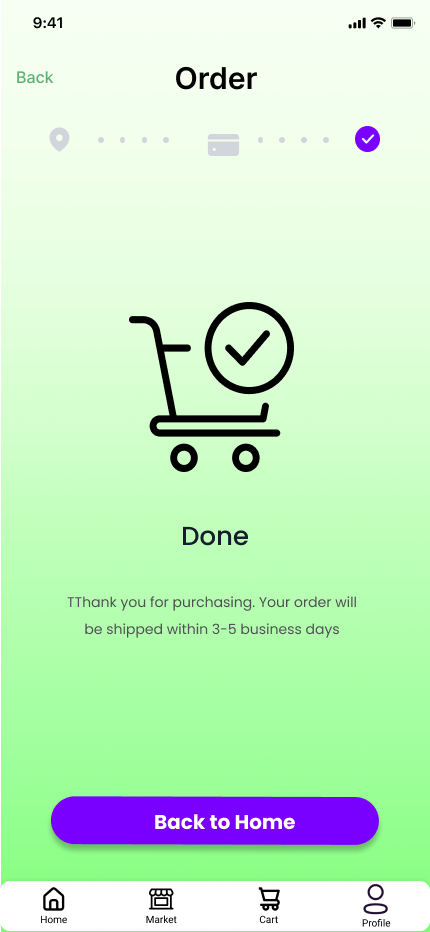 9:41
Back
Order
Done
TThank you for purchasing. Your order will
be shipped within 3-5 business days
Back to Home
Home
Market
Cart
Profile